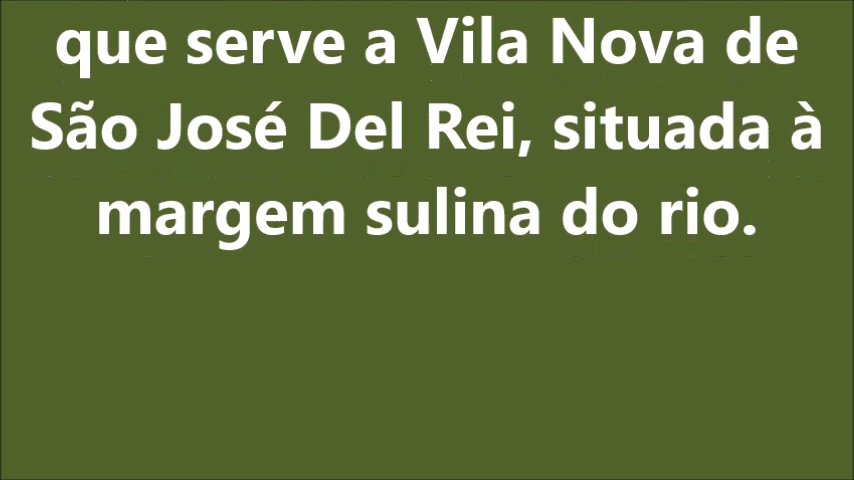 que serve a Vila Nova de
São José Del Rei, situada à
margem sulina do rio.